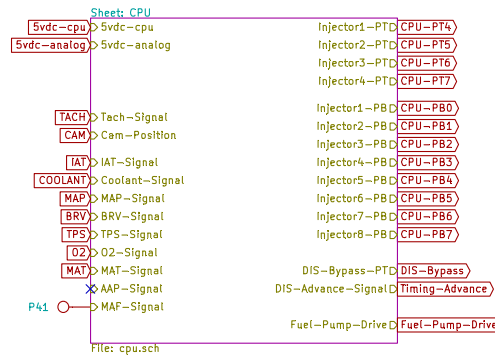 Sheet: CPU
5vdc-cpu 5vdc-cpu Injector1-PT CPU-PT4
5vdc-analog 5vdc-analog Injector2-PT CPU-PT5
Injector3-PT CPU-PT6
Injector4-PT CPU-PT7
Injector1-PB CPU-PB0
TACH Tach-Signal Injector2-PB CPU-PB1
CAM Cam-Position Injector3-PB CPU-PB2
IAT IAT-Signal Injector4-PB CPU-PB3
COOLANT Coolant-Signal Injector5-PB CPU-PB4
MAP MAP-Signal Injector6-PB CPU-PB5
BRV BRV-Signal Injector7-PB CPU-PB6
TPS TPS-Signal Injector8-PB CPU-PB7
O2 O2-Signal
MAT MAT-Signal DIS-Bypass-PT DIS-Bypass
AAP-Signal DIS-Advance-Signal Timing-Advance
P41 MAF-Signal
Fuel-Pump-Drive Fuel-Pump-Drive
File: cpu.sch